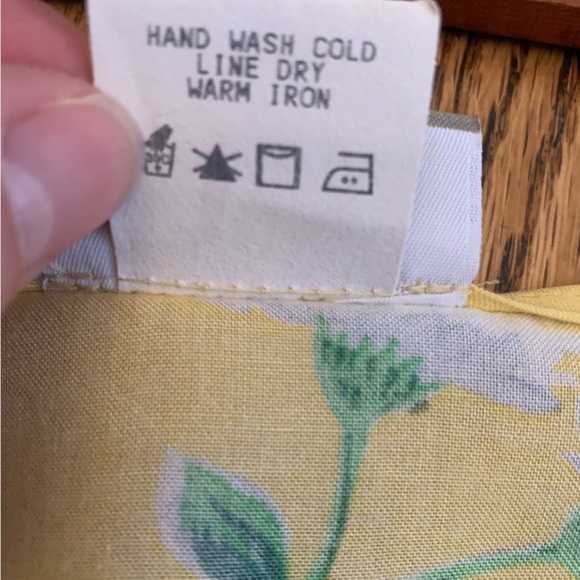 HAND WASH COLD
LINE DRY
WARM IRON